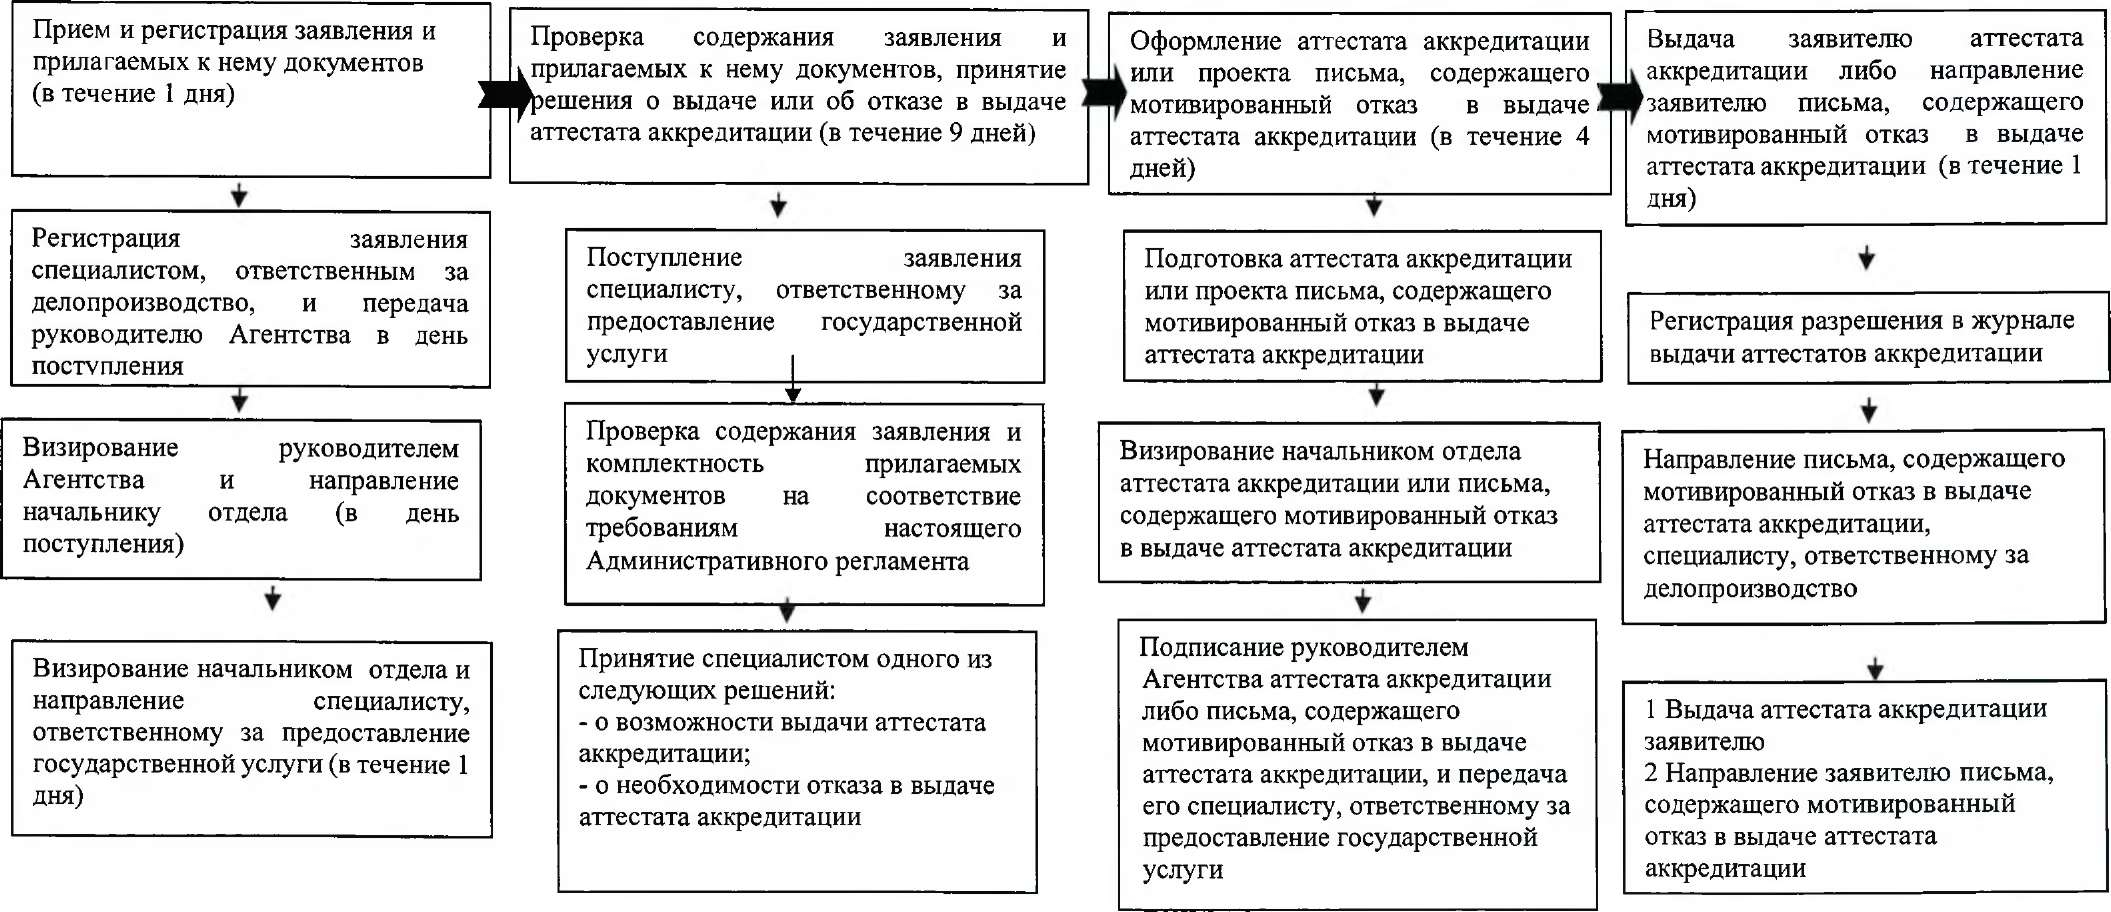 Прием и регистрация заявления и
прилагаемых к нему документов
(в течение 1 дня)
Регистрация заявления
специалистом, ответственным за
делопроизводство, и передача
руководителю Агентства в день
поступления
Визирование руководителем
Агентства и направление
начальнику отдела (в день
поступления)
Визирование начальником отдела и
направление специалисту,
ответственному за предоставление
государственной услуги (в течение 1
дня)
Проверка содержания заявления и
прилагаемых к нему документов, принятие
решения о выдаче или об отказе в выдаче
аттестата аккредитации (в течение 9 дней)
Поступление заявления
специалисту, ответственному за
предоставление государственной
услуги
Проверка содержания заявления и
комплектность прилагаемых
документов на соответствие
требованиям настоящего
Административного регламента
Принятие специалистом одного из
следующих решений:
- о возможности выдачи аттестата
аккредитации;
- о необходимости отказа в выдаче
аттестата аккредитации
Оформление аттестата аккредитации
или проекта письма, содержащего
мотивированный отказ в выдаче
аттестата аккредитации (в течение 4
дней)
Подготовка аттестата аккредитации
или проекта письма, содержащего
мотивированный отказ в выдаче
аттестата аккредитации
Визирование начальником отдела
аттестата аккредитации или письма,
содержащего мотивированный отказ
в выдаче аттестата аккредитации
Подписание руководителем
Агентства аттестата аккредитации
либо письма, содержащего
мотивированный отказ в выдаче
аттестата аккредитации, и передача
его специалисту, ответственному за
предоставление государственной
услуги
Выдача заявителю аттестата
аккредитации либо направление
заявителю письма, содержащего
мотивированный отказ в выдаче
аттестата аккредитации (в течение 1
дня)
Регистрация разрешения в журнале
выдачи аттестатов аккредитации
Направление письма, содержащего
мотивированный отказ в выдаче
аттестата аккредитации,
специалисту, ответственному за
делопроизводство
1 Выдача аттестата аккредитации
заявителю
2 Направление заявителю письма,
содержащего мотивированный
отказ в выдаче аттестата
аккредитации